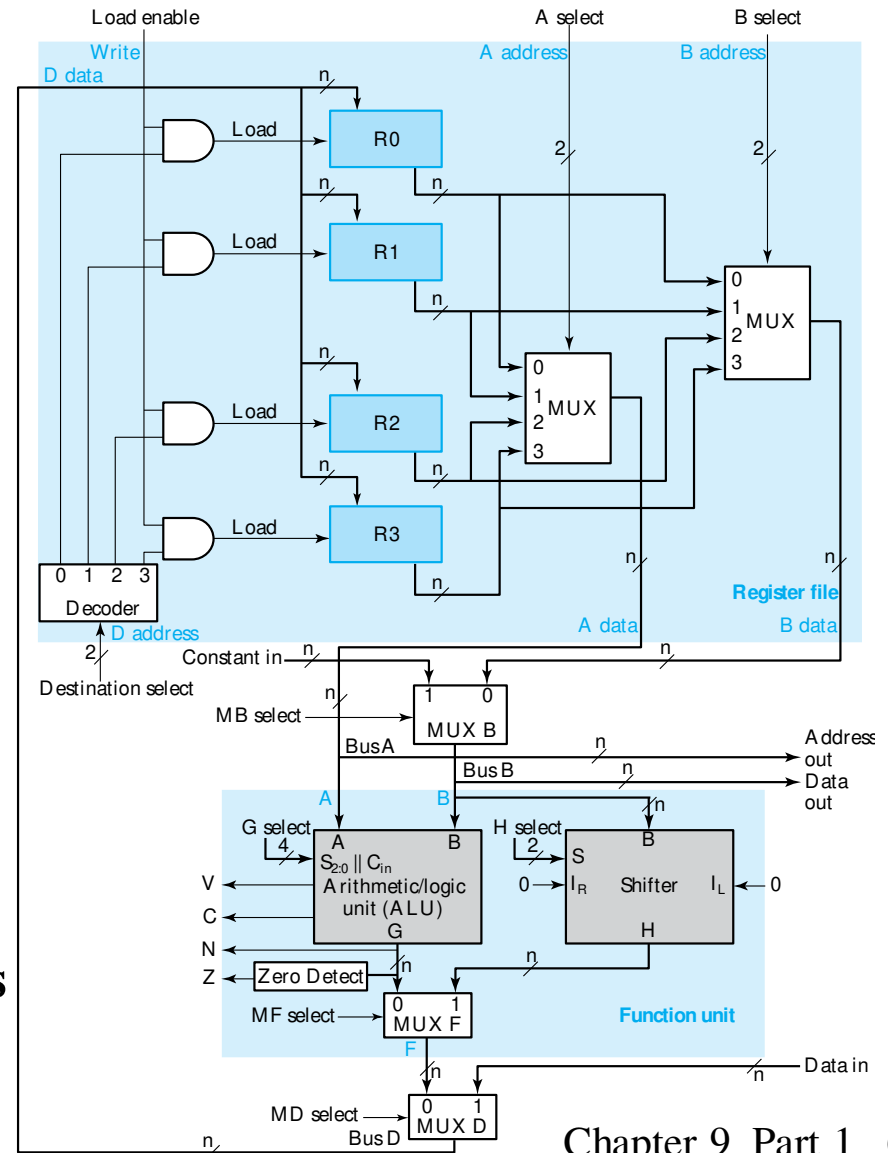 Load enable
A select
B select
Write
A address
B address
D data
n
Load
R0
2
2
n
n
Load
R1
0
n
1
MUX
2
n
0
3
1
MUX
Load
R2
2
n
3
n
Load
R3
n
n
n
0 1 2 3
Register file
Decoder
D address
A data
B data
2
Constant in
n
n
Destination select
n
1 0
MB select
MUX B
Address
out
Bus A
n
Bus B
n
Data
out
A
B
n
G select
H select
4
A
B
2
B
S2:0 || Cin
S
V
Arithmetic/logic
unit (ALU)
0
IR
Shifter
IL
0
C
G
H
N
n
n
Z
Zero Detect
0 1
MF select
MUX F
Function unit
s
F
n
Data in
n
0 1
MD select
MUX D
Bus D
n
Chapter 9 Part 1